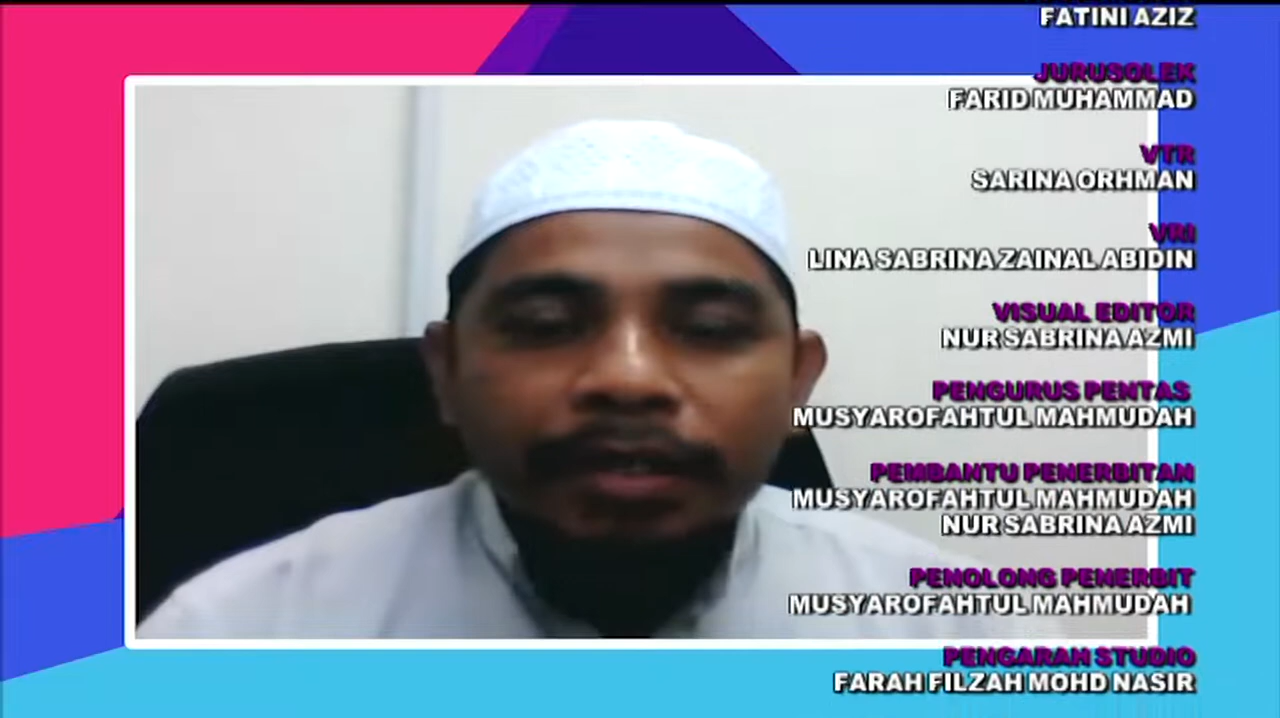 FATINI AZIZ
JURUSOLEK
FARID MUHAMMAD
VTR
SARINA ORHMAN
VRI
LINA SABRINA ZAINAL ABIDIN
VISUAL EDITOR
NUR SABRINA AZMI
PENGURUS PENTAS
MUSYAROFAHTUL MAHMUDAH
PEMBANTU PENERBITAN
MUSYAROFAHTUL MAHMUDAH
NUR SABRINA AZMI
PENOLONG PENERBIT
MUSYAROFAHTUL MAHMUDAH
PENGARAH STUDIO
FARAH FILZAH MOHD NASIR